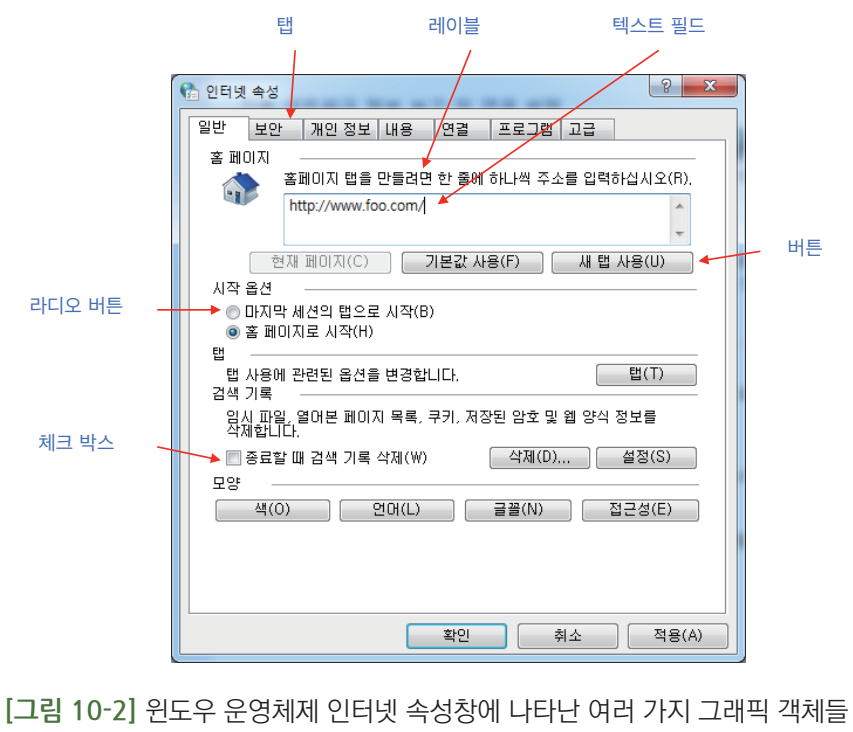 탭 레이블 텍스트 필드
인터넷 속성
일반 보안 개인 정보 내용 연결 프로그램 고급
홈 페이지
홈페이지 탭을 만들려면 한 줄에 하나씩 주소를 입력하십시오(R).
http://www.foo.com/
버튼
현재 페이지(C) 기본값 사용(F) 새 탭 사용(U)
시작 옵션
라디오 버튼
마지막 세션의 탭으로 시작(B)
홈 페이지로 시작(H)
탭
탭 사용에 관련된 옵션을 변경합니다. 탭(T)
검색 기록
임시 파일, 열어본 페이지 목록, 쿠키, 저장된 암호 및 웹 양식 정보를
삭제합니다.
체크 박스
종료할 때 검색 기록 삭제(W) 삭제(D)... 설정(S)
모양
색(O) 언어(L) 글꼴(N) 접근성(E)
확인 취소 적용(A)
[그림 10-2] 윈도우 운영체제 인터넷 속성창에 나타난 여러 가지 그래픽 객체들